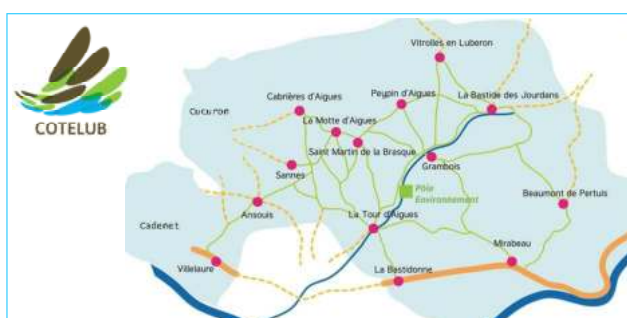 COTELUB
Vitrolles en Luberon
Cabrières d'Aigues
Peypin d'Aigues
La Bastide des Jourdans
Cucuron
La Motte d'Aigues
Saint Martin de la Brasque
Grambois
Sannes
Pôle
Environnement
Beaumont de Pertuis
Ansouis
La Tour d'Aigues
Cadenet
Mirabeau
Villelaure
La Bastidonne